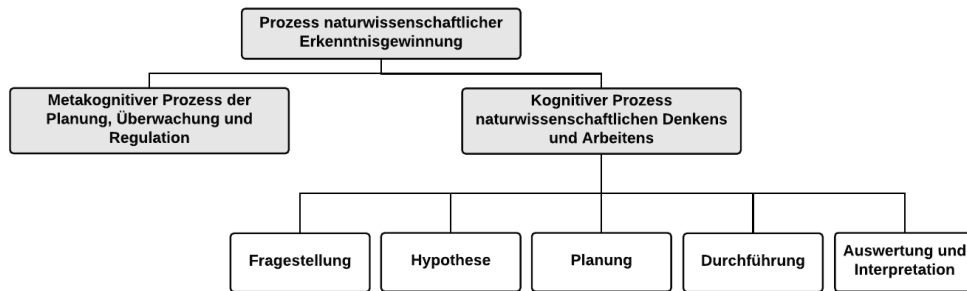 Prozess naturwissenschaftlicher
Erkenntnisgewinnung
Metakognitiver Prozess der
Planung, Überwachung und
Regulation
Kognitiver Prozess
naturwissenschaftlichen Denkens
und Arbeitens
Fragestellung
Hypothese
Planung
Durchführung
Auswertung und
Interpretation